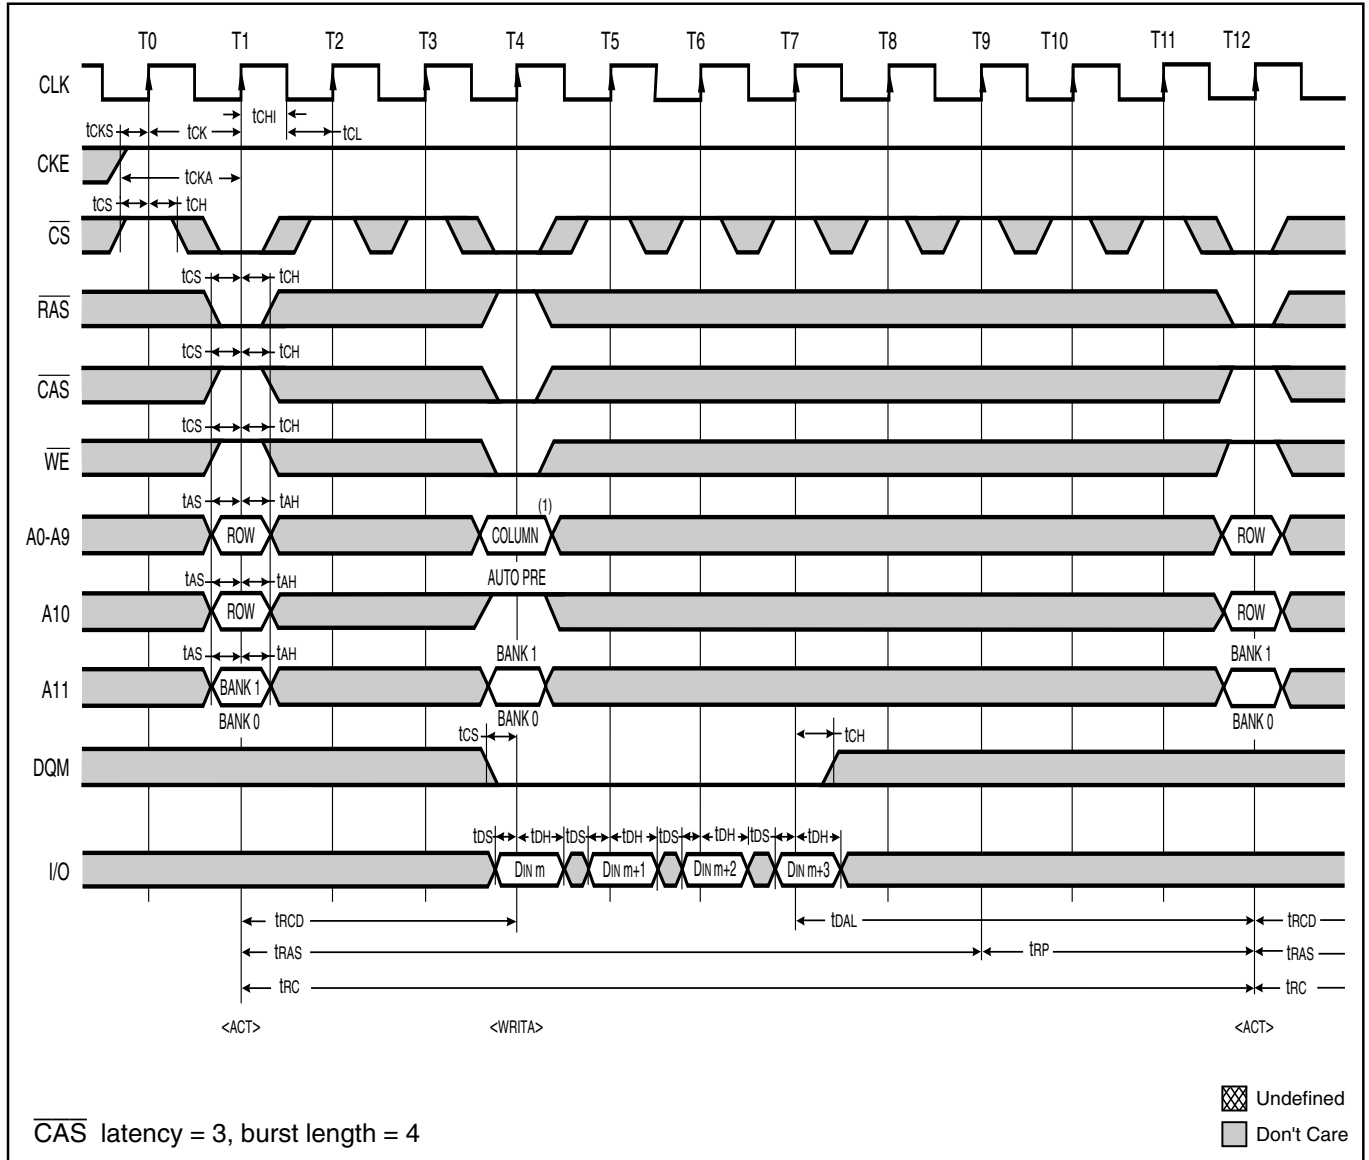 T0 T1 T2 T3 T4 T5 T6 T7 T8 T9 T10 T11 T12
CLK
tCHI
tCKS tCK tCL
CKE
tCKA
tCS tCH
CS
tCS tCH
RAS
tCS tCH
CAS
tCS tCH
WE
tAS tAH (1)
A0-A9 ROW COLUMN ROW
tAS tAH AUTO PRE
A10 ROW ROW
tAS tAH BANK 1 BANK 1
A11 BANK 1
BANK 0 BANK 0 BANK 0
tCS tCH
DQM
tDS tDH tDS tDH tDS tDH tDS tDH
I/O DIN m DIN m+1 DIN m+2 DIN m+3
tRCD tDAL tRCD
tRAS tRP tRAS
tRC tRC
<ACT> <WRITA> <ACT>
Undefined
CAS latency = 3, burst length = 4 Don't Care